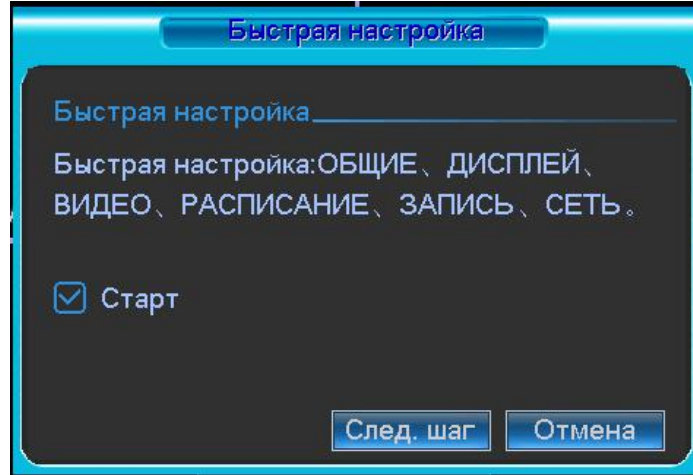 Быстрая настройка
Быстрая настройка
Быстрая настройка:ОБЩИЕ、ДИСПЛЕЙ、
ВИДЕО、РАСПИСАНИЕ、ЗАПИСЬ、СЕТЬ。
Старт
След. шаг Отмена